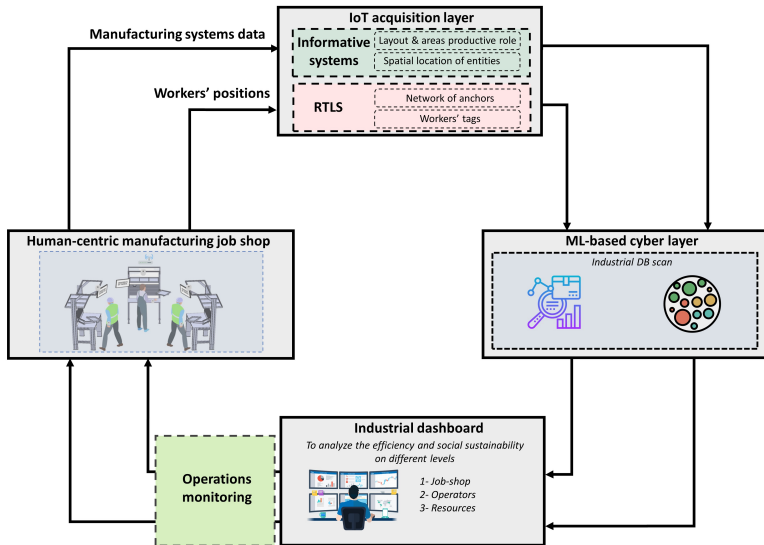 IoT acquisition layer
Manufacturing systems data
Informative
systems
Layout & areas productive role
Spatial location of entities
Workers' positions
RTLS
Network of anchors
Workers' tags
Human-centric manufacturing job shop
ML-based cyber layer
Industrial DB scan
Industrial dashboard
To analyze the efficiency and social sustainability
on different levels
1- Job-shop
2- Operators
3- Resources
Operations
monitoring